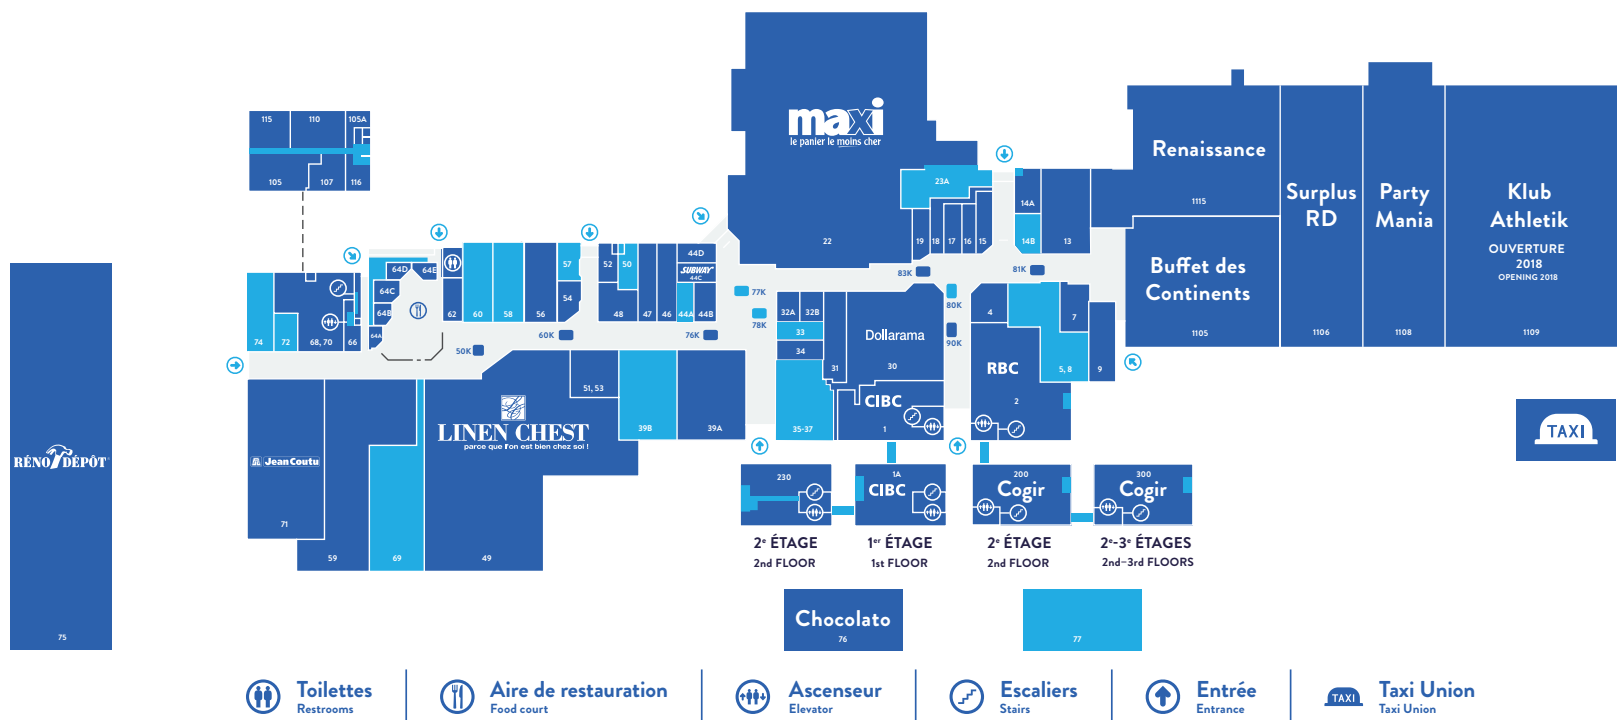 maxi
le panier le moins cher
115
110
105A
105
107
116
Renaissance
1115
Surplus
RD
Party
Mania
Klub
Athletik
OUVERTURE
2018
OPENING 2018
Buffet des
Continents
1105
1106
1108
1109
23A
14A
22
19
18
17
16
15
14B
13
83K
81K
64D
64E
64C
64B
64A
62
60
58
56
57
54
52
50
48
47
46
44D
SUBWAY
44C
44A
44B
77K
78K
80K
90K
74
72
68, 70
66
50K
60K
76K
32A
32B
33
34
31
Dollarama
30
4
7
5, 8
9
RBC
2
CIBC
1
35-37
51, 53
39B
39A
LINEN CHEST
parce que l'on est bien chez soi !
RÉNO DÉPÔT
Jean Coutu
71
59
69
49
75
TAXI
230
1A
CIBC
200
Cogir
300
Cogir
2e ÉTAGE
2nd FLOOR
1er ÉTAGE
1st FLOOR
2e ÉTAGE
2nd FLOOR
2e-3e ÉTAGES
2nd–3rd FLOORS
Chocolato
76
77
Toilettes
Restrooms
Aire de restauration
Food court
Ascenseur
Elevator
Escaliers
Stairs
Entrée
Entrance
TAXI
Taxi Union
Taxi Union